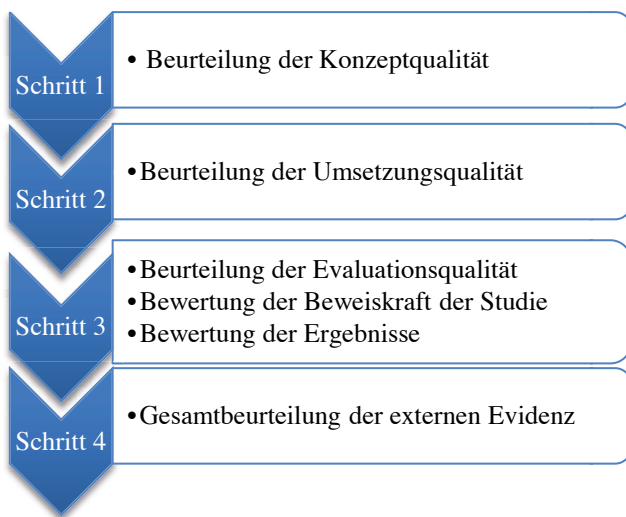 Schritt 1
• Beurteilung der Konzeptqualität
Schritt 2
•Beurteilung der Umsetzungsqualität
Schritt 3
•Beurteilung der Evaluationsqualität
•Bewertung der Beweiskraft der Studie
•Bewertung der Ergebnisse
Schritt 4
•Gesamtbeurteilung der externen Evidenz